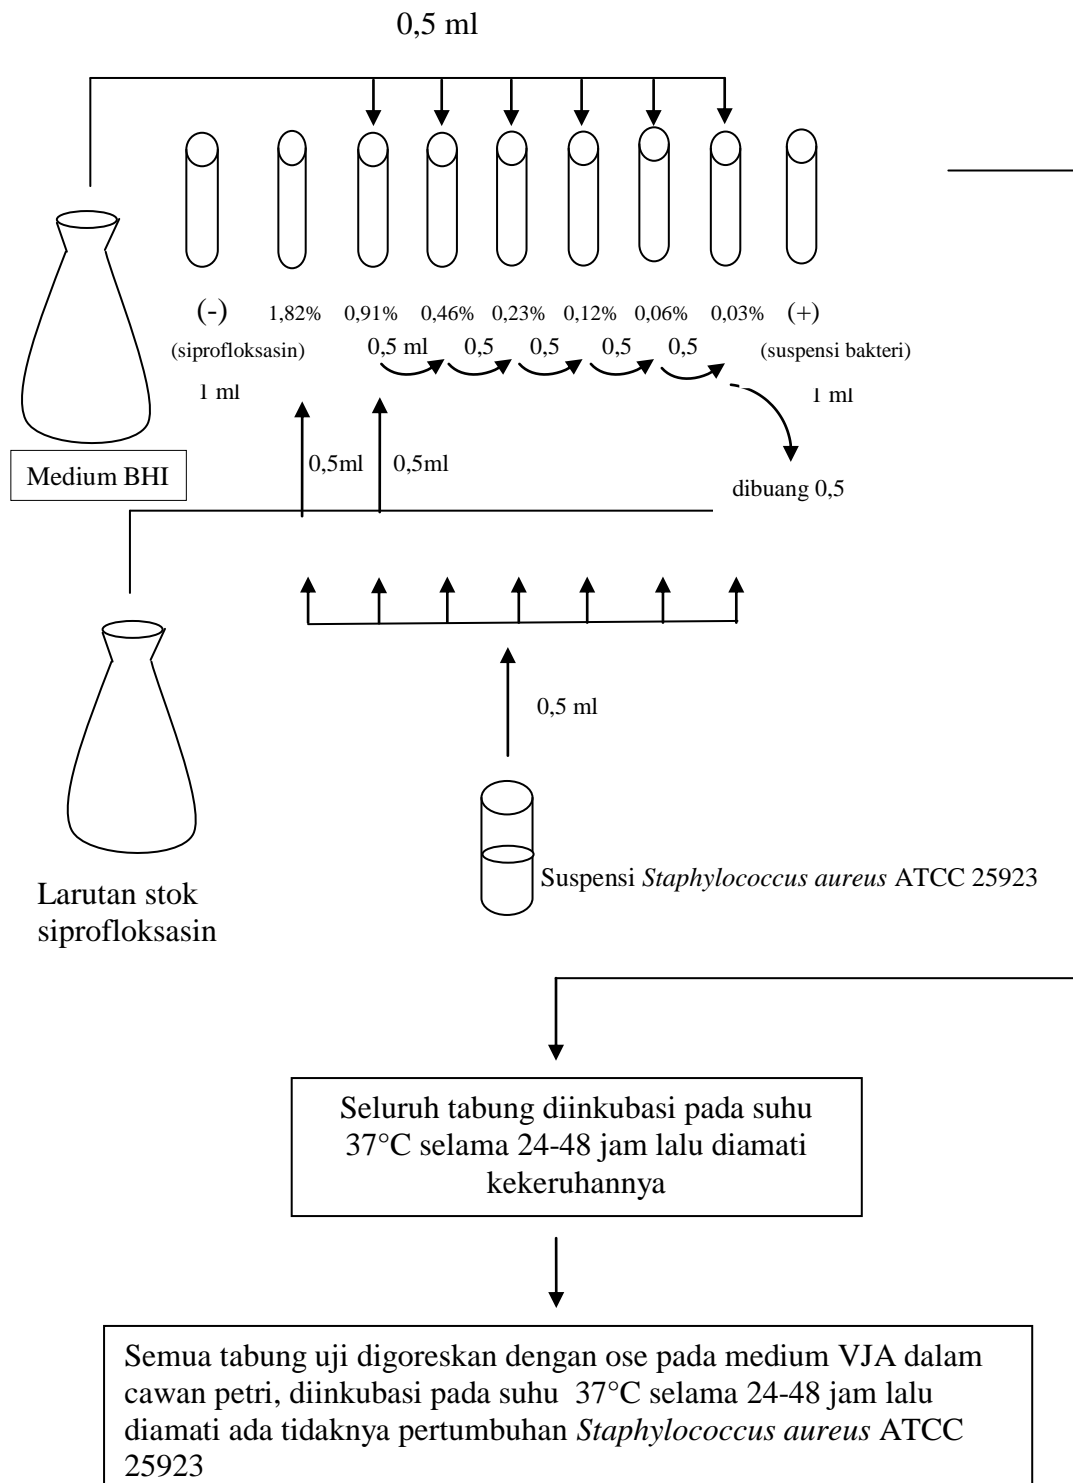 0,5 ml
(-) 1,82% 0,91% 0,46% 0,23% 0,12% 0,06% 0,03% (+)
(siprofloksasin) 0,5 ml 0,5 0,5 0,5 0,5 (suspensi bakteri)
1 ml 1 ml
Medium BHI 0,5ml 0,5ml
dibuang 0,5
0,5 ml
Suspensi Staphylococcus aureus ATCC 25923
Larutan stok
siprofloksasin
Seluruh tabung diinkubasi pada suhu
37°C selama 24-48 jam lalu diamati
kekeruhannya
Semua tabung uji digoreskan dengan ose pada medium VJA dalam
cawan petri, diinkubasi pada suhu 37°C selama 24-48 jam lalu
diamati ada tidaknya pertumbuhan Staphylococcus aureus ATCC
25923